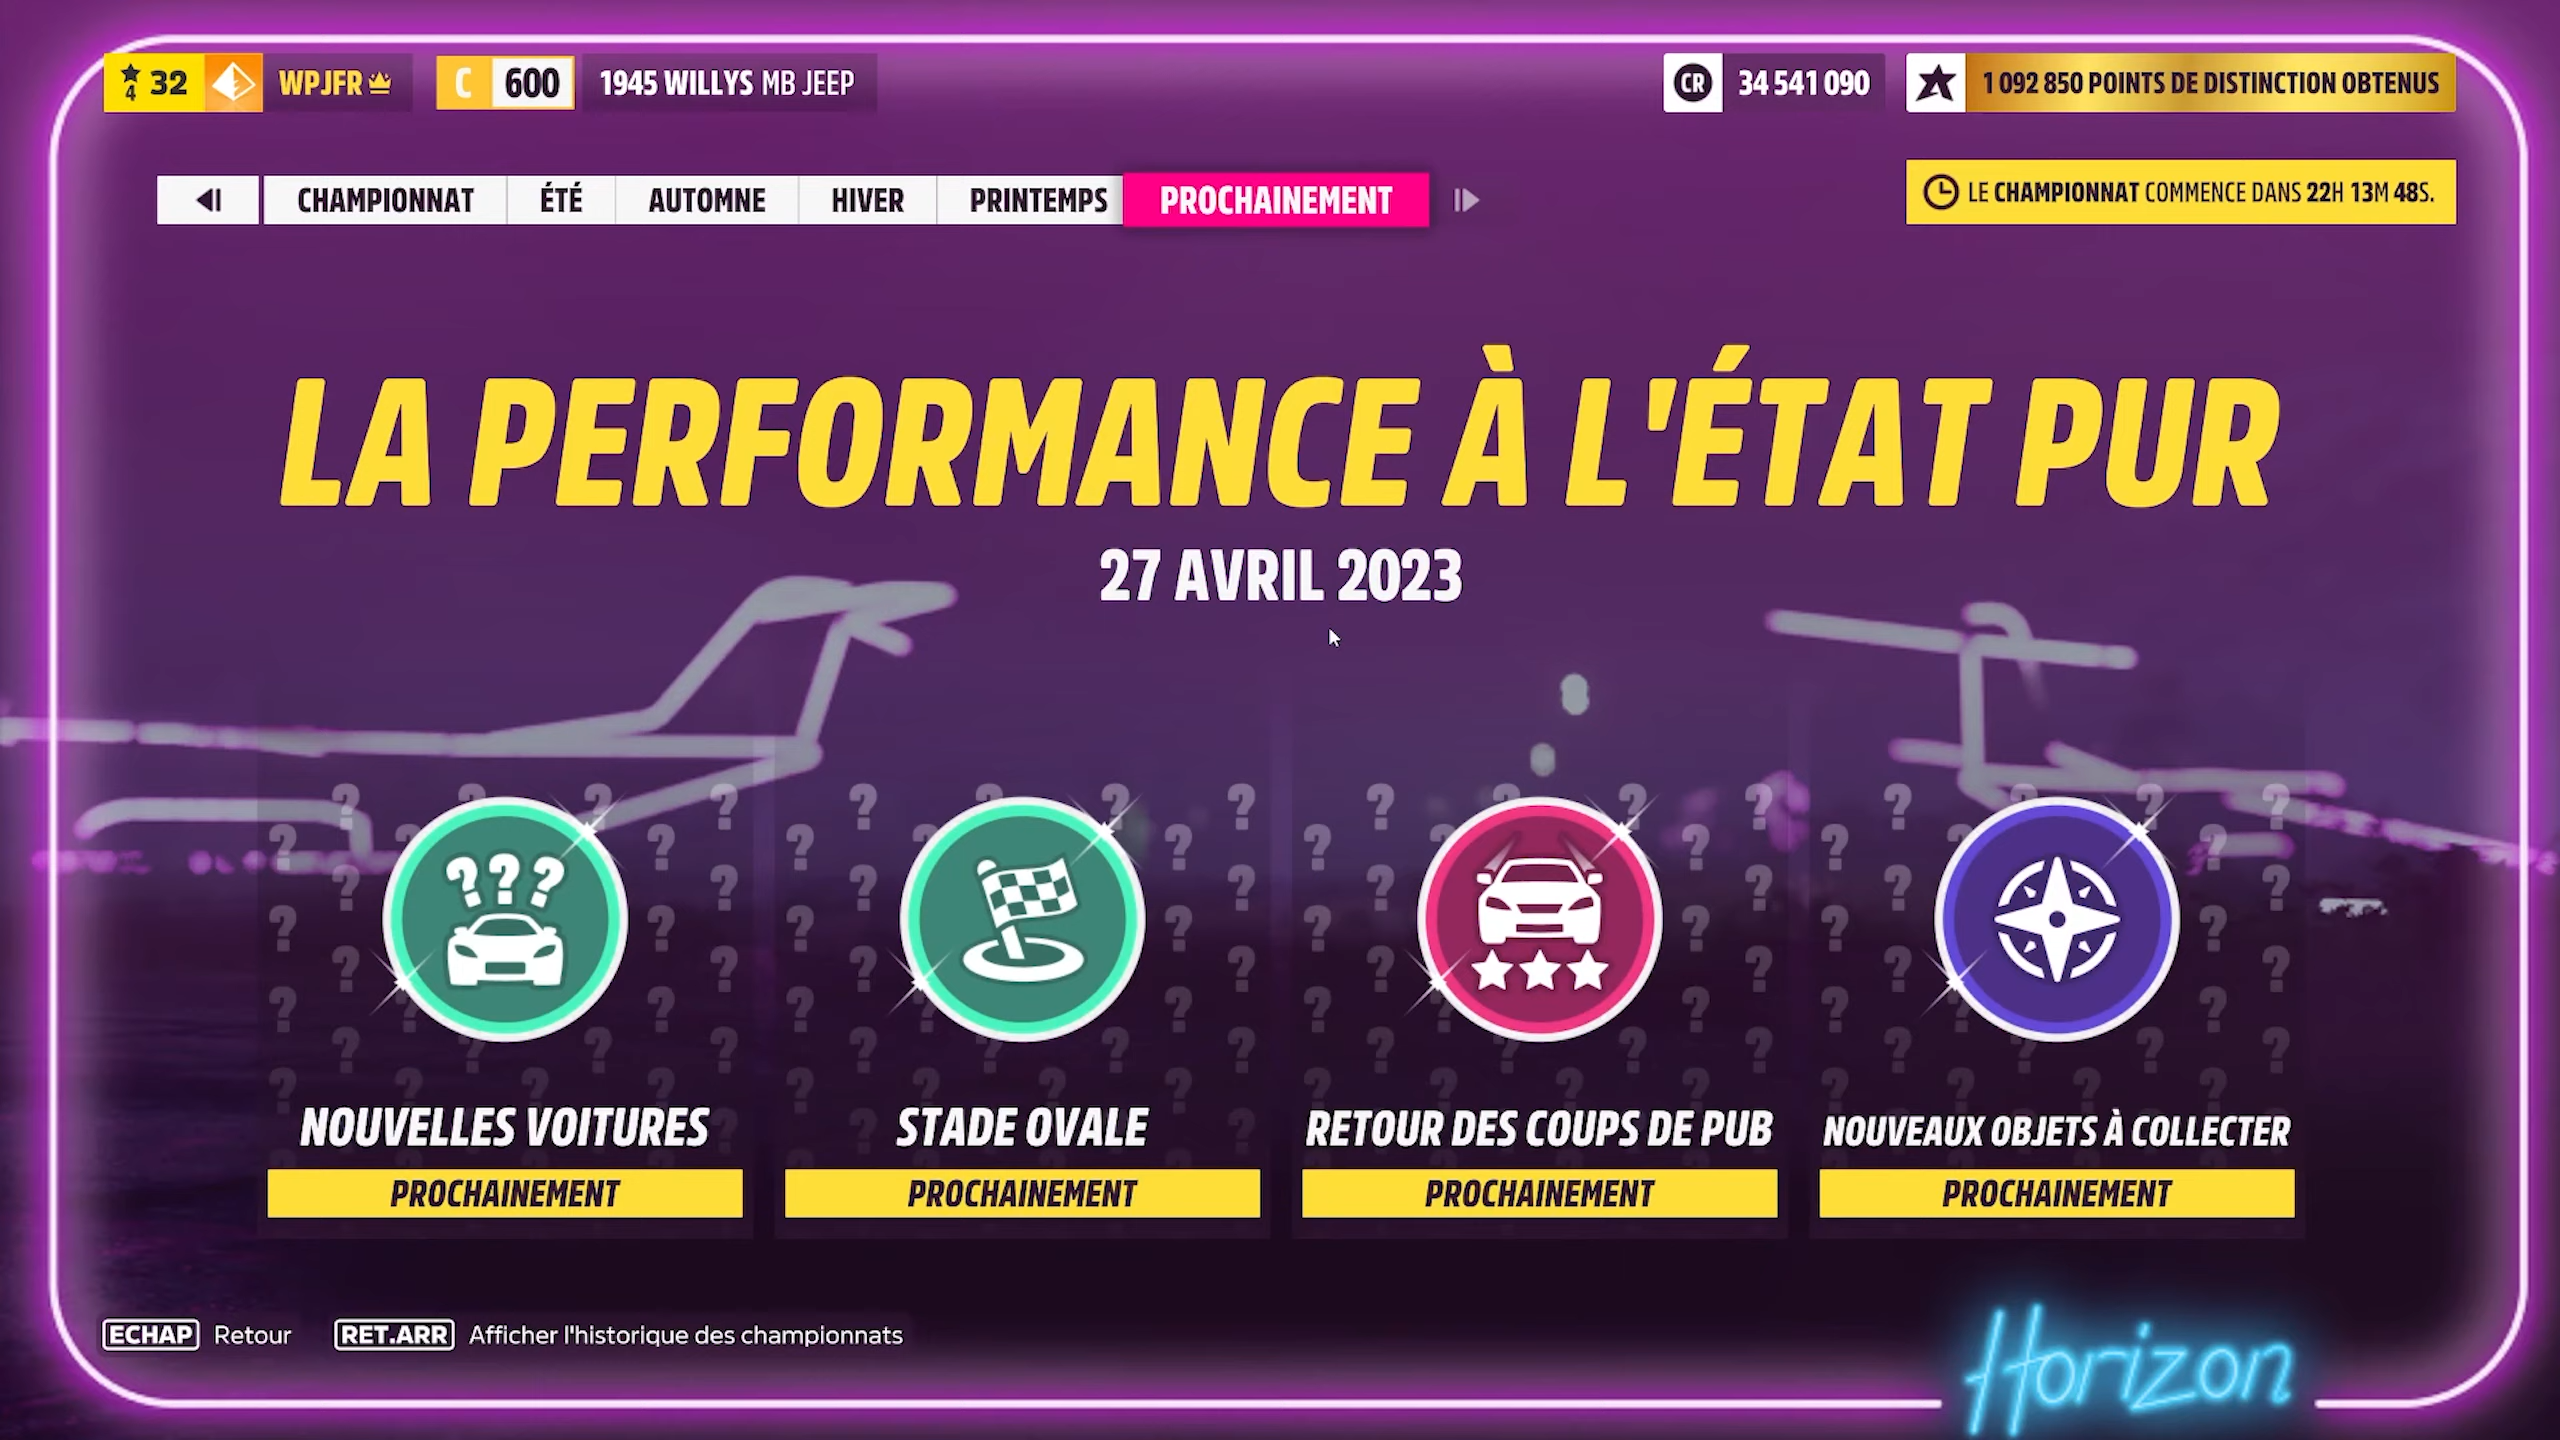 ★ 4 32 WPJFR C 600 1945 WILLYS MB JEEP CR 34 541 090 1 092 850 POINTS DE DISTINCTION OBTENUS
CHAMPIONNAT ÉTÉ AUTOMNE HIVER PRINTEMPS PROCHAINEMENT LE CHAMPIONNAT COMMENCE DANS 22H 13M 48S.
LA PERFORMANCE À L'ÉTAT PUR
27 AVRIL 2023
???
NOUVELLES VOITURES STADE OVALE RETOUR DES COUPS DE PUB NOUVEAUX OBJETS À COLLECTER
PROCHAINEMENT PROCHAINEMENT PROCHAINEMENT PROCHAINEMENT
ECHAP Retour RET.ARR Afficher l'historique des championnats
Horizon